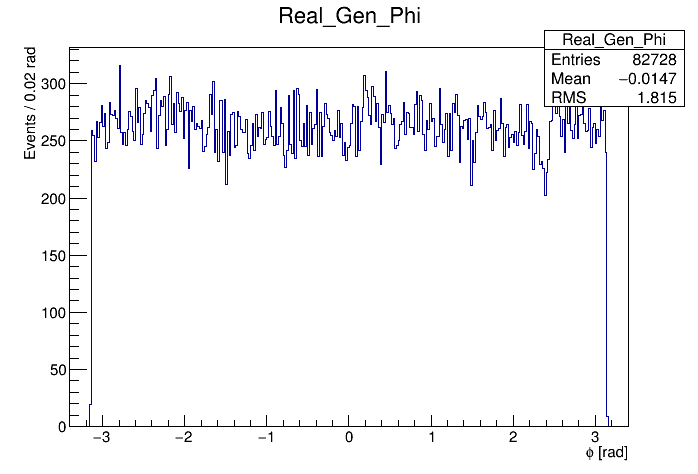 Real_Gen_Phi
Real_Gen_Phi
Entries 82728
Mean −0.0147
RMS 1.815
Events / 0.02 rad
300
250
200
150
100
50
0
−3 −2 −1 0 1 2 3
ϕ [rad]